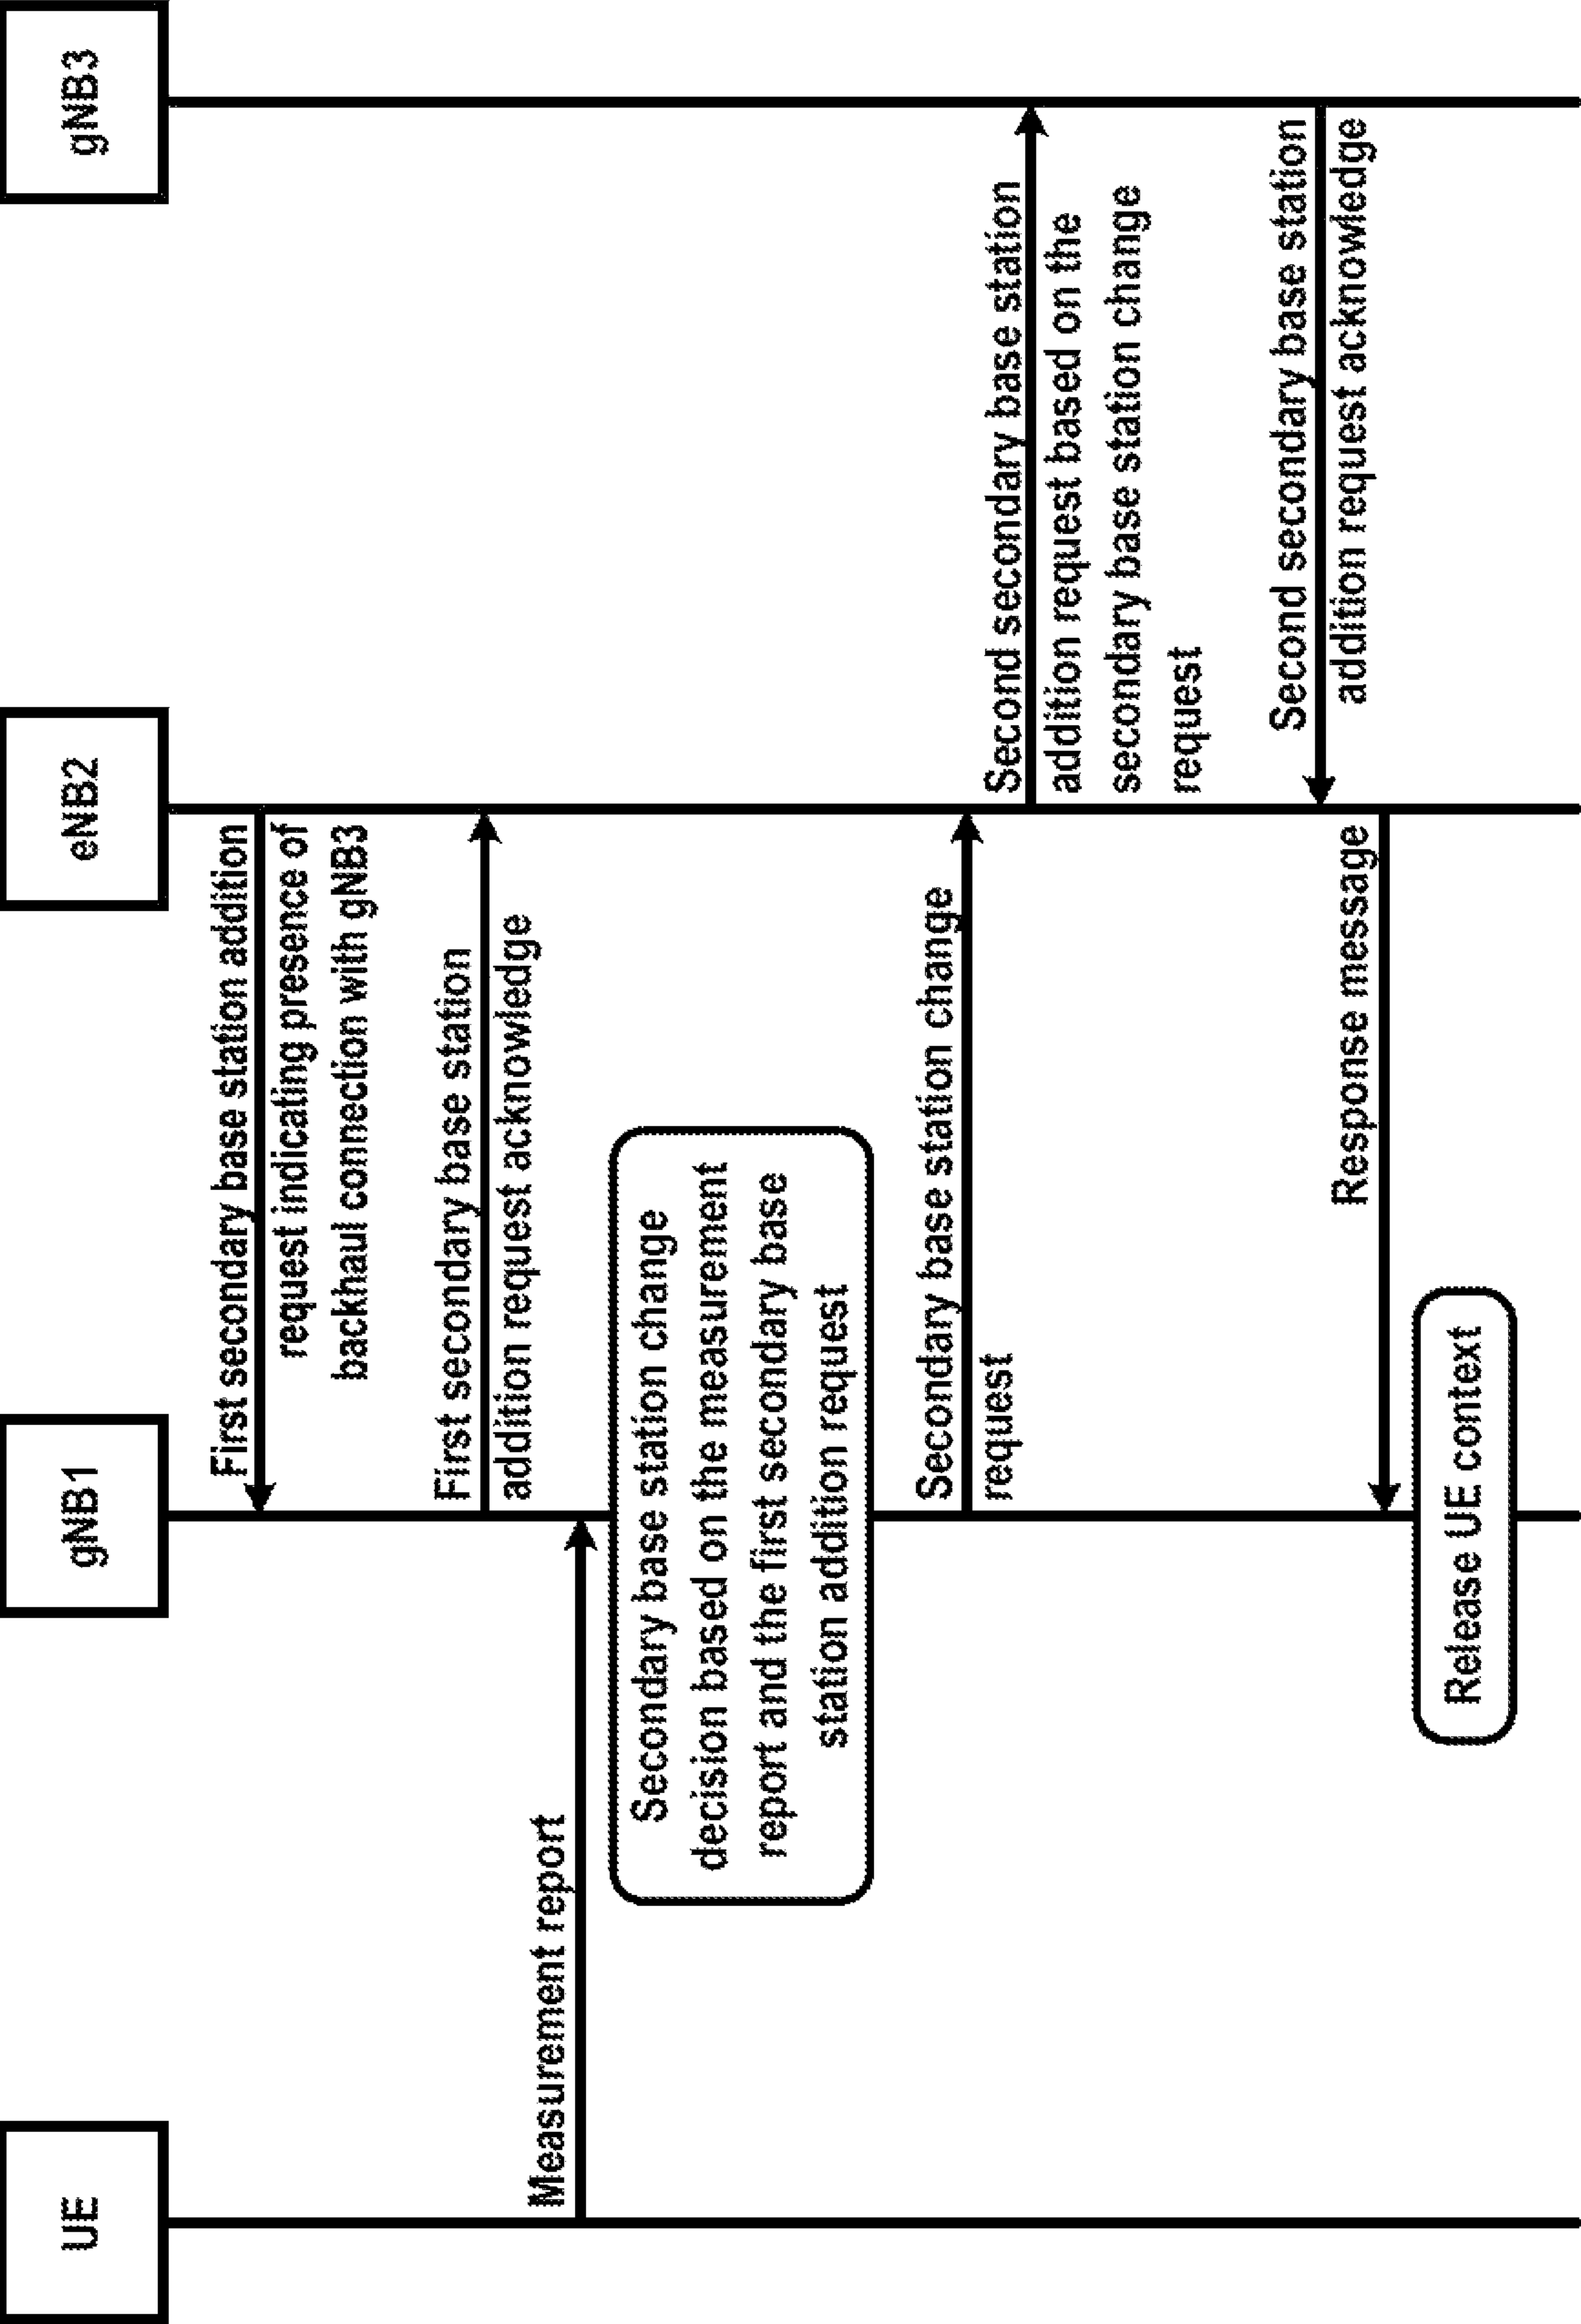 UE
gNB1
eNB2
gNB3
First secondary base station addition
request indicating presence of
backhaul connection with gNB3
First secondary base station
addition request acknowledge
Measurement report
Secondary base station change
decision based on the measurement
report and the first secondary base
station addition request
Secondary base station change
request
Second secondary base station
addition request based on the
secondary base station change
request
Second secondary base station
addition request acknowledge
Response message
Release UE context